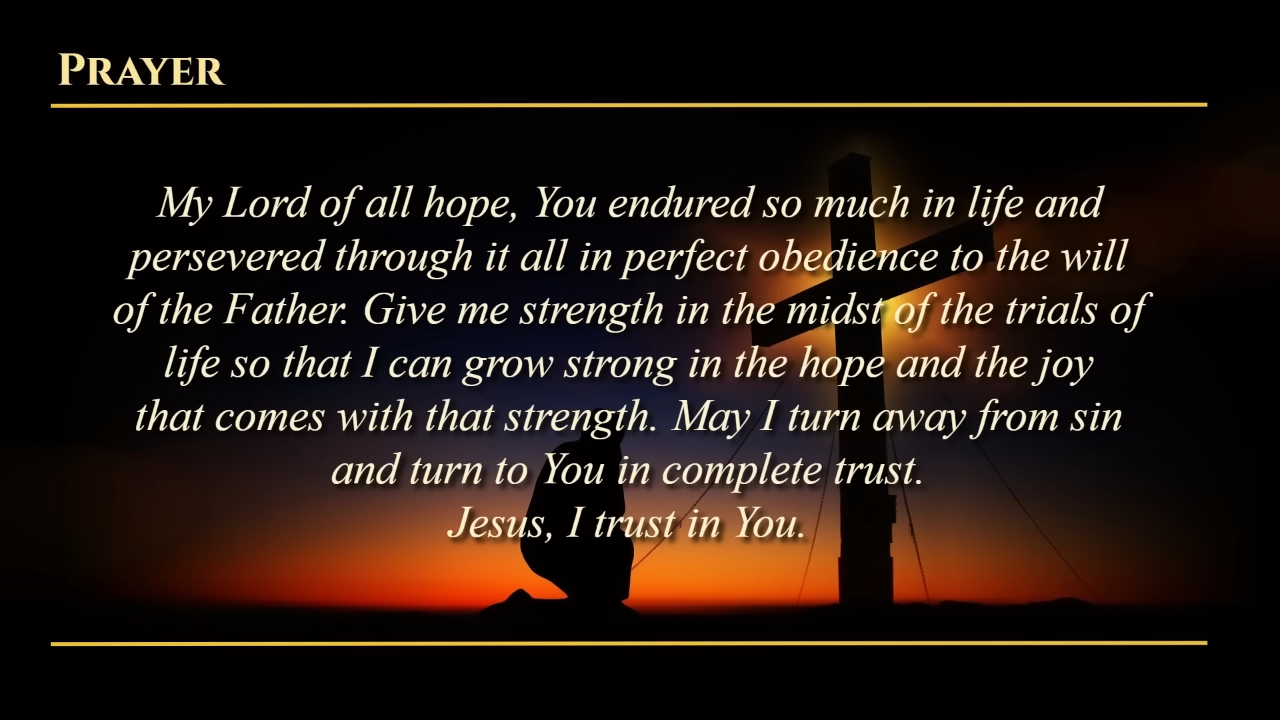 PRAYER
My Lord of all hope, You endured so much in life and
persevered through it all in perfect obedience to the will
of the Father. Give me strength in the midst of the trials of
life so that I can grow strong in the hope and the joy
that comes with that strength. May I turn away from sin
and turn to You in complete trust.
Jesus, I trust in You.